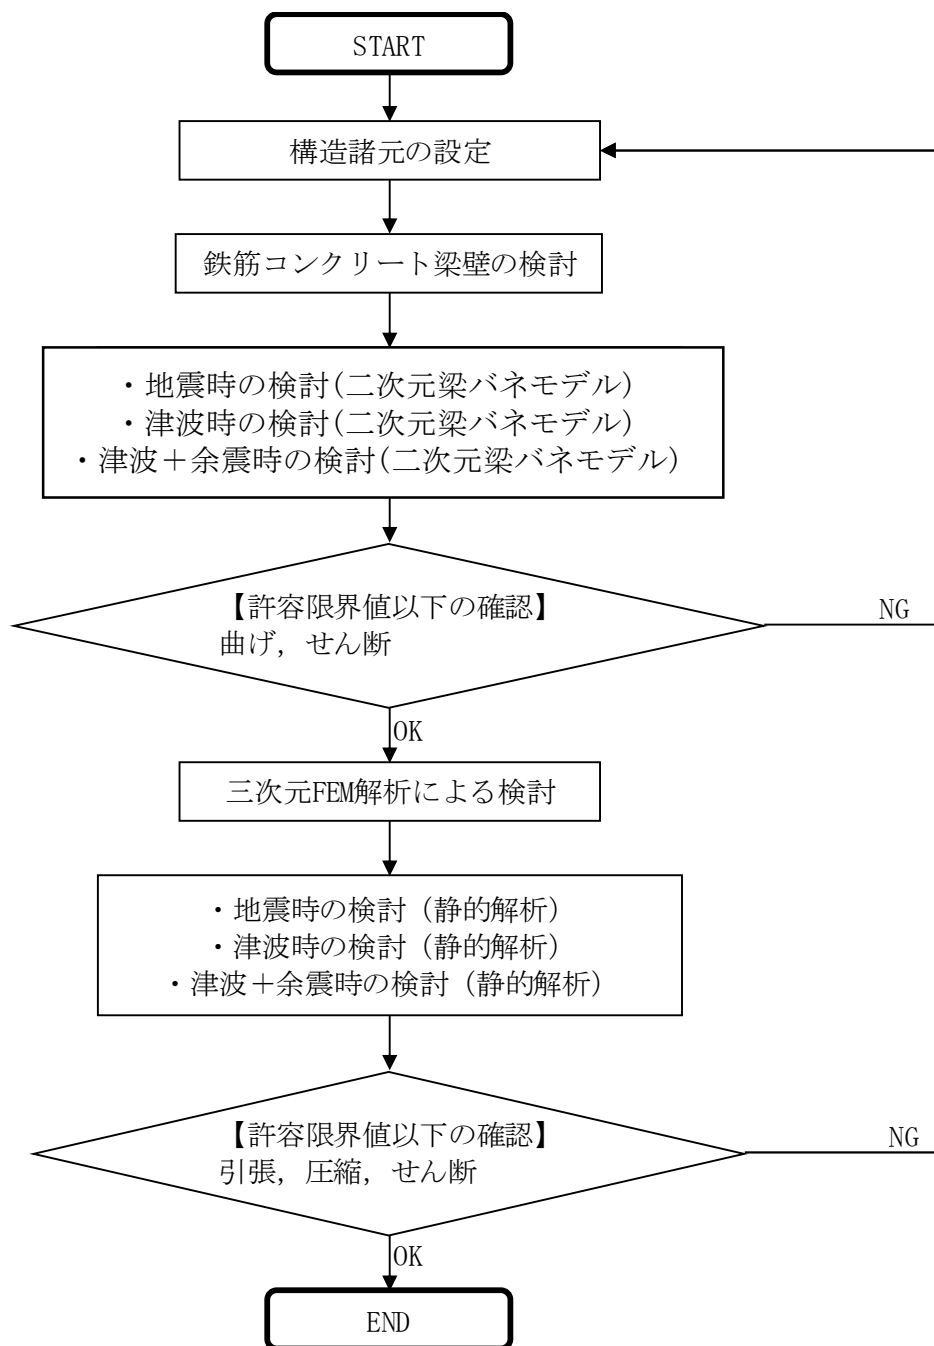 START
構造諸元の設定
鉄筋コンクリート梁壁の検討
・地震時の検討(二次元梁バネモデル)
・津波時の検討(二次元梁バネモデル)
・津波＋余震時の検討(二次元梁バネモデル)
【許容限界値以下の確認】
曲げ，せん断
NG
OK
三次元FEM解析による検討
・地震時の検討（静的解析）
・津波時の検討（静的解析）
・津波＋余震時の検討（静的解析）
【許容限界値以下の確認】
引張，圧縮，せん断
NG
OK
END